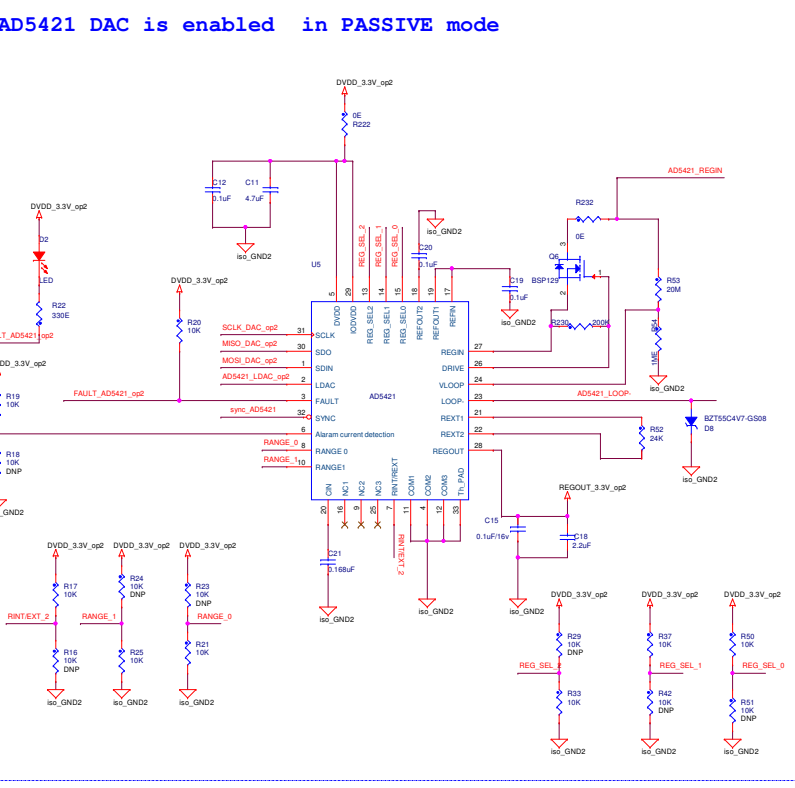 AD5421 DAC is enabled in PASSIVE mode
DVDD_3.3V_op2
0E
R222
AD5421_REGIN
C12
0.1uF
C11
4.7uF
iso_GND2
DVDD_3.3V_op2
D2
LED
R22
330E
REG_SEL_2
REG_SEL_1
REG_SEL_0
iso_GND2
C20
0.1uF
C19
0.1uF
iso_GND2
R232
0E
Q6
BSP129
3
1
2
R53
20M
R230
200K
R54
1ME
iso_GND2
U5
DVDD_3.3V_op2
R20
10K
5
29
13
14
15
18
19
17
DVDD
IODVDD
REG_SEL2
REG_SEL1
REG_SEL0
REFOUT2
REFOUT1
REFIN
LT_AD5421-op2
DD_3.3V_op2
R19
10K
R18
10K
DNP
_GND2
SCLK_DAC_op2 31 SCLK
MISO_DAC_op2 30 SDO
MOSI_DAC_op2 1 SDIN
AD5421_LDAC_op2 2 LDAC
FAULT_AD5421_op2 3 FAULT
sync_AD5421 32 SYNC
6 Alaram current detection
RANGE_0 8 RANGE 0
RANGE_1 10 RANGE1
AD5421
REGIN 27
DRIVE 26
VLOOP 24
LOOP- 23 AD5421_LOOP-
REXT1 21
REXT2 22
REGOUT 28
R52
24K
BZT55C4V7-GS08
D8
iso_GND2
CIN
NC1
NC2
NC3
RINT/REXT
COM1
COM2
COM3
Th_PAD
20
16
9
25
7
11
4
12
33
RINT/EXT_2
C21
0.168uF
iso_GND2
iso_GND2
REGOUT_3.3V_op2
C15
0.1uF/16v
C18
2.2uF
iso_GND2
DVDD_3.3V_op2
DVDD_3.3V_op2
DVDD_3.3V_op2
R17
10K
R24
10K
DNP
R23
10K
DNP
RINT/EXT_2
RANGE_1
RANGE_0
R16
10K
DNP
R25
10K
R21
10K
iso_GND2
iso_GND2
iso_GND2
DVDD_3.3V_op2
DVDD_3.3V_op2
DVDD_3.3V_op2
R29
10K
DNP
R37
10K
R50
10K
REG_SEL_2
REG_SEL_1
REG_SEL_0
R33
10K
R42
10K
DNP
R51
10K
DNP
iso_GND2
iso_GND2
iso_GND2